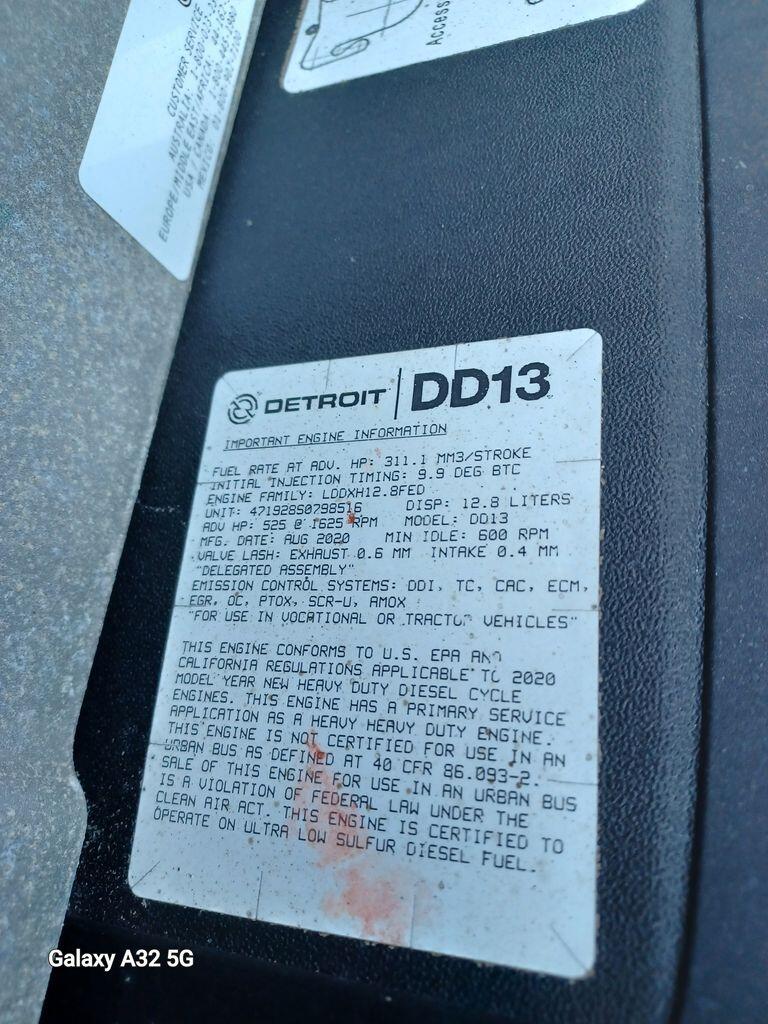 CUSTOMER SERVICE
AUSTRALIA:
EUROPE/MIDDLE EAST/AFRICA:
USA / CANADA:
MEXICO:
Access
DETROIT | DD13
IMPORTANT ENGINE INFORMATION
FUEL RATE AT ADV. HP: 311.1 MM3/STROKE
INITIAL INJECTION TIMING: 9.9 DEG BTC
ENGINE FAMILY: LDDXH12.8FED
UNIT: 471928S0798516 DISP: 12.8 LITERS
ADV HP: 525 @ 1625 RPM MODEL: DD13
MFG. DATE: AUG 2020 MIN IDLE: 600 RPM
VALVE LASH: EXHAUST 0.6 MM INTAKE 0.4 MM
"DELEGATED ASSEMBLY"
EMISSION CONTROL SYSTEMS: DDI, TC, CAC, ECM,
EGR, OC, PTOX, SCR-U, AMOX
"FOR USE IN VOCATIONAL OR TRACTOR VEHICLES"
THIS ENGINE CONFORMS TO U.S. EPA AND
CALIFORNIA REGULATIONS APPLICABLE TO 2020
MODEL YEAR NEW HEAVY DUTY DIESEL CYCLE
ENGINES. THIS ENGINE HAS A PRIMARY SERVICE
APPLICATION AS A HEAVY HEAVY DUTY ENGINE.
THIS ENGINE IS NOT CERTIFIED FOR USE IN AN
URBAN BUS AS DEFINED AT 40 CFR 86.093-2.
SALE OF THIS ENGINE FOR USE IN AN URBAN BUS
IS A VIOLATION OF FEDERAL LAW UNDER THE
CLEAN AIR ACT. THIS ENGINE IS CERTIFIED TO
OPERATE ON ULTRA LOW SULFUR DIESEL FUEL.
Galaxy A32 5G